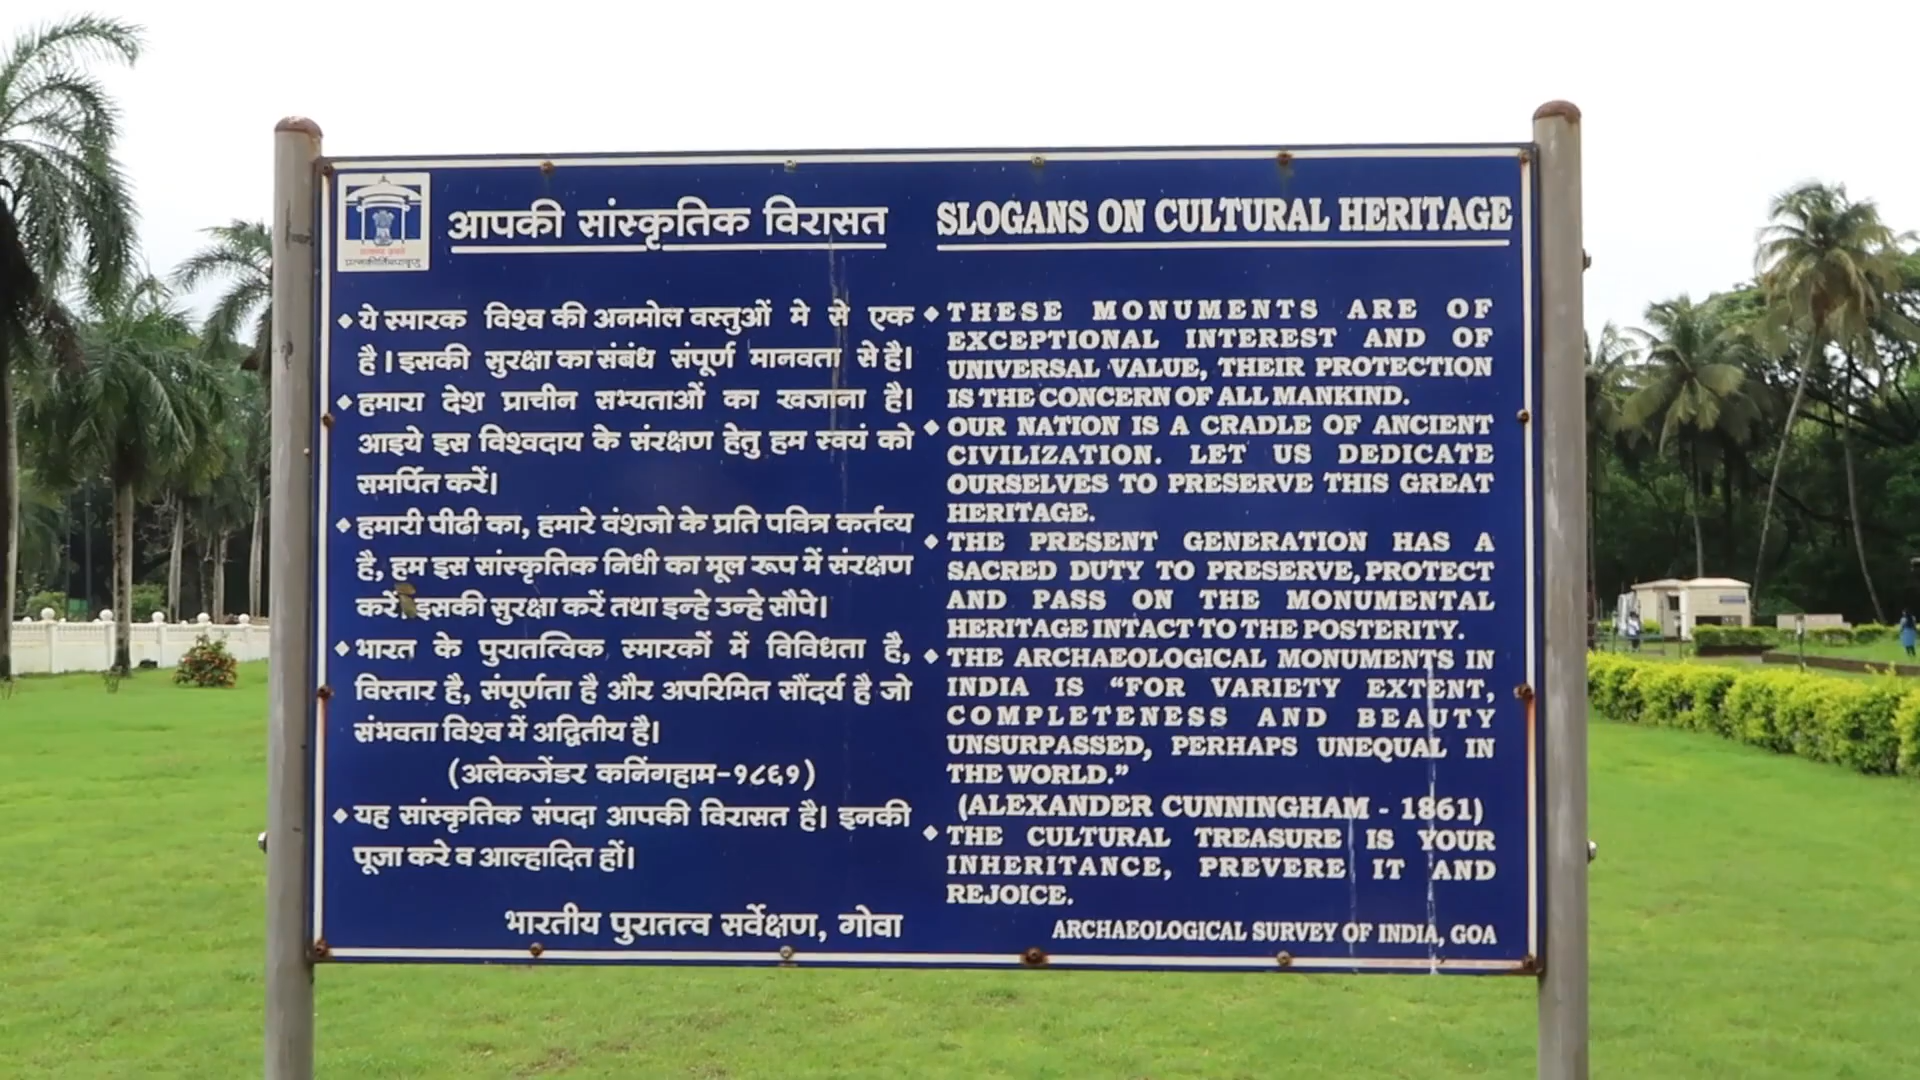 आपकी सांस्कृतिक विरासत
ये स्मारक विश्व की अनमोल वस्तुओं मे से एक
है। इसकी सुरक्षा का संबंध संपूर्ण मानवता से है।
हमारा देश प्राचीन सभ्यताओं का खजाना है।
आइये इस विश्वदाय के संरक्षण हेतु हम स्वयं को
समर्पित करें।
हमारी पीढी का, हमारे वंशजो के प्रति पवित्र कर्तव्य
है, हम इस सांस्कृतिक निधी का मूल रूप में संरक्षण
करें, इसकी सुरक्षा करें तथा इन्हे उन्हे सौपे।
भारत के पुरातत्विक स्मारकों में विविधता है,
विस्तार है, संपूर्णता है और अपरिमित सौंदर्य है जो
संभवता विश्व में अद्वितीय है।
(अलेकजेंडर कनिंगहाम-१८६१)
यह सांस्कृतिक संपदा आपकी विरासत है। इनकी
पूजा करे व आल्हादित हों।
भारतीय पुरातत्व सर्वेक्षण, गोवा
SLOGANS ON CULTURAL HERITAGE
THESE MONUMENTS ARE OF
EXCEPTIONAL INTEREST AND OF
UNIVERSAL VALUE, THEIR PROTECTION
IS THE CONCERN OF ALL MANKIND.
OUR NATION IS A CRADLE OF ANCIENT
CIVILIZATION. LET US DEDICATE
OURSELVES TO PRESERVE THIS GREAT
HERITAGE.
THE PRESENT GENERATION HAS A
SACRED DUTY TO PRESERVE, PROTECT
AND PASS ON THE MONUMENTAL
HERITAGE INTACT TO THE POSTERITY.
THE ARCHAEOLOGICAL MONUMENTS IN
INDIA IS “FOR VARIETY EXTENT,
COMPLETENESS AND BEAUTY
UNSURPASSED, PERHAPS UNEQUAL IN
THE WORLD.”
(ALEXANDER CUNNINGHAM - 1861)
THE CULTURAL TREASURE IS YOUR
INHERITANCE, PREVERE IT AND
REJOICE.
ARCHAEOLOGICAL SURVEY OF INDIA, GOA